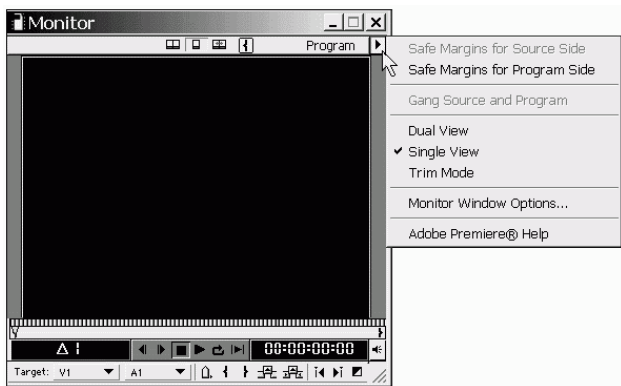 Monitor
Program
Safe Margins for Source Side
Safe Margins for Program Side
Gang Source and Program
Dual View
Single View
Trim Mode
Monitor Window Options...
Adobe Premiere® Help
Δ 1
00:00:00:00
Target: V1 A1